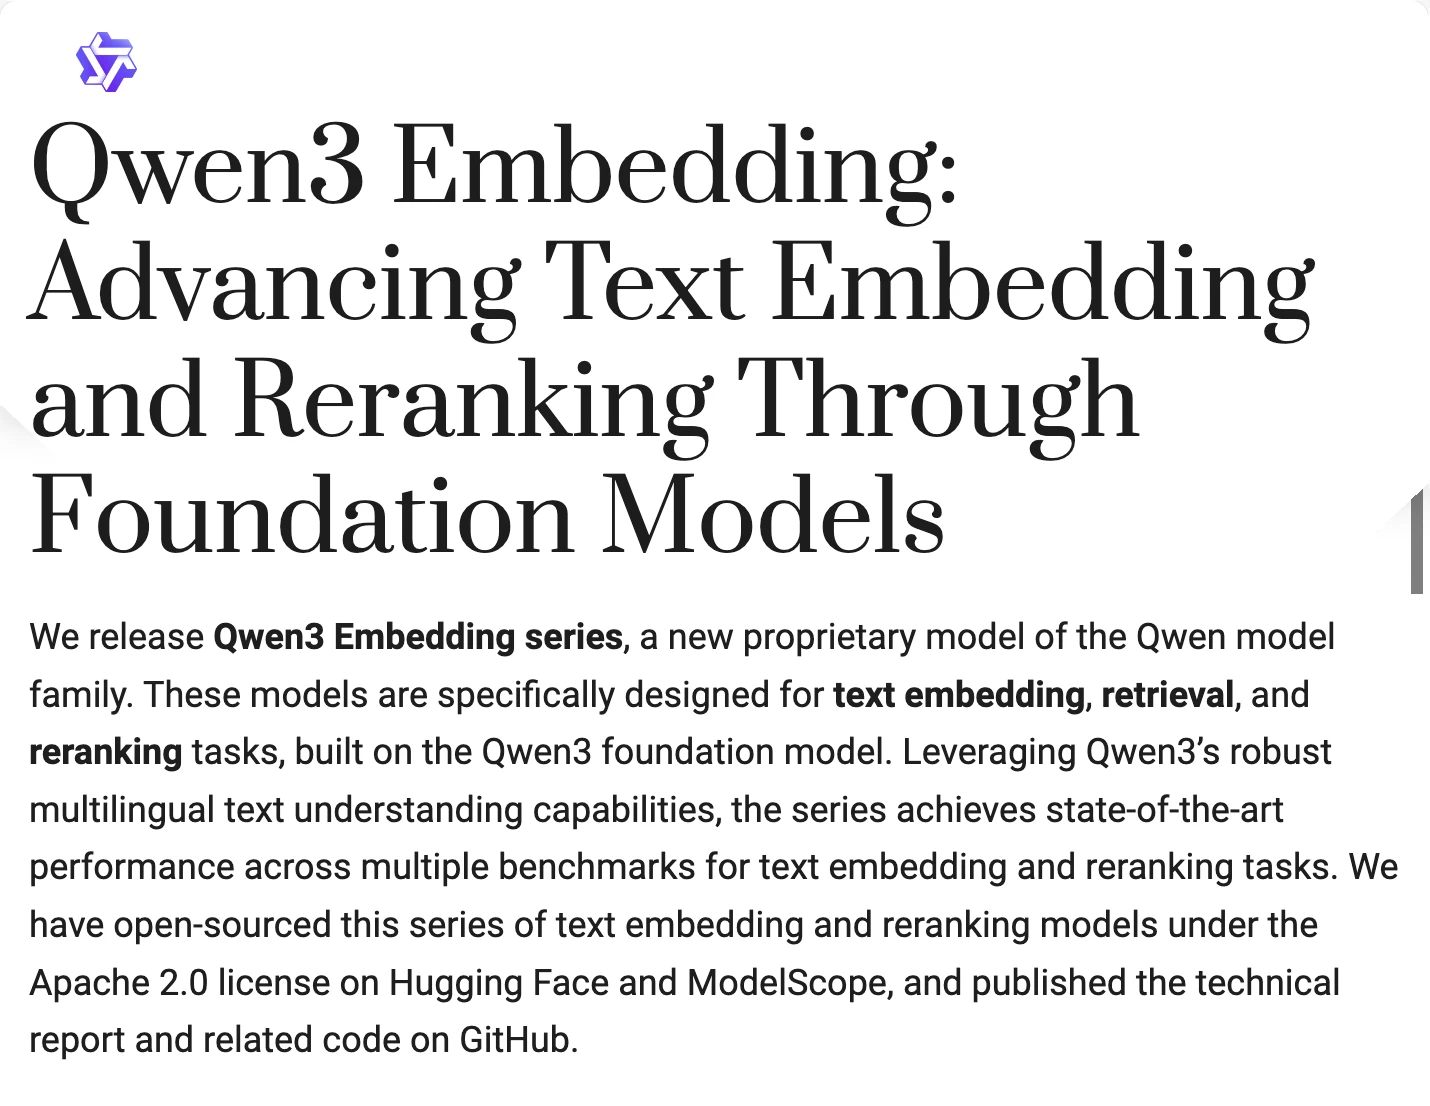 Qwen3 Embedding:
Advancing Text Embedding
and Reranking Through
Foundation Models
We release Qwen3 Embedding series, a new proprietary model of the Qwen model
family. These models are specifically designed for text embedding, retrieval, and
reranking tasks, built on the Qwen3 foundation model. Leveraging Qwen3’s robust
multilingual text understanding capabilities, the series achieves state-of-the-art
performance across multiple benchmarks for text embedding and reranking tasks. We
have open-sourced this series of text embedding and reranking models under the
Apache 2.0 license on Hugging Face and ModelScope, and published the technical
report and related code on GitHub.